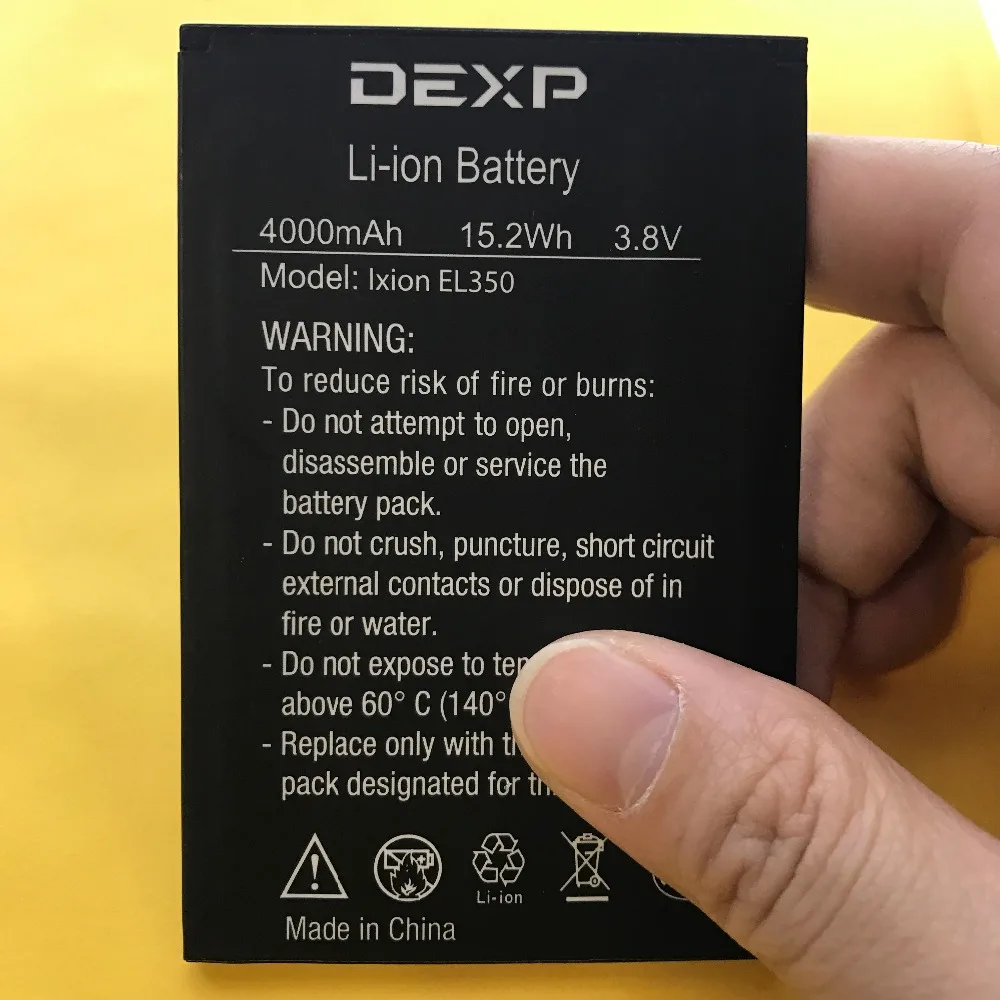 DEXP
Li-ion Battery
4000mAh 15.2Wh 3.8V
Model: Ixion EL350
WARNING:
To reduce risk of fire or burns:
- Do not attempt to open,
disassemble or service the
battery pack.
- Do not crush, puncture, short circuit
external contacts or dispose of in
fire or water.
- Do not expose to
above 60° C (140°
- Replace only with
pack designated for
Li-ion
Made in China